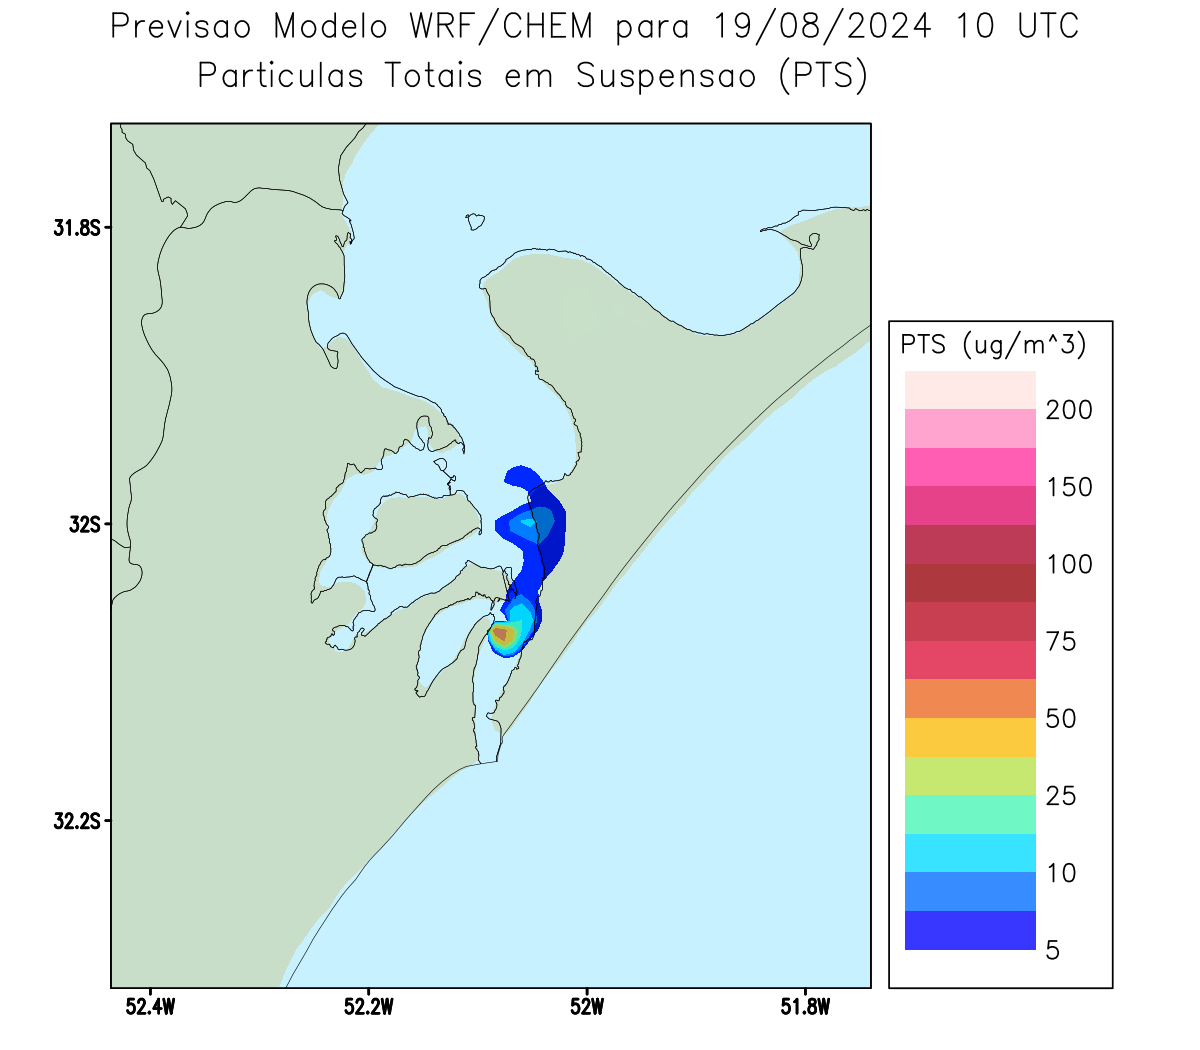 Previsao Modelo WRF/CHEM para 19/08/2024 10 UTC
Particulas Totais em Suspensao (PTS)
31.8S
32S
32.2S
52.4W 52.2W 52W 51.8W
PTS (ug/m^3)
200
150
100
75
50
25
10
5